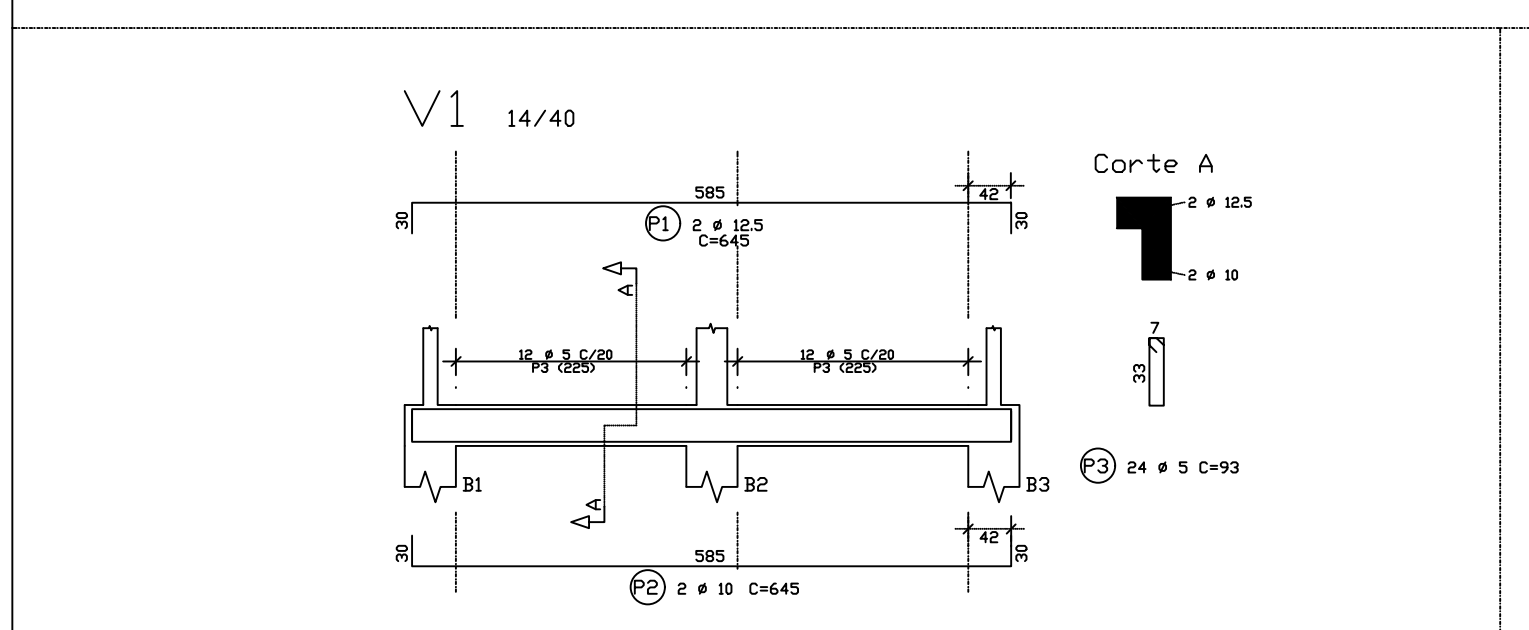 V1 14/40
Corte A
585
42
30
30
P1 2 ø 12.5
C=645
2 ø 12.5
2 ø 10
A
7
33
12 ø 5 C/20
P3 (225)
12 ø 5 C/20
P3 (225)
P3 24 ø 5 C=93
B1
B2
B3
A
42
30
585
30
P2 2 ø 10 C=645